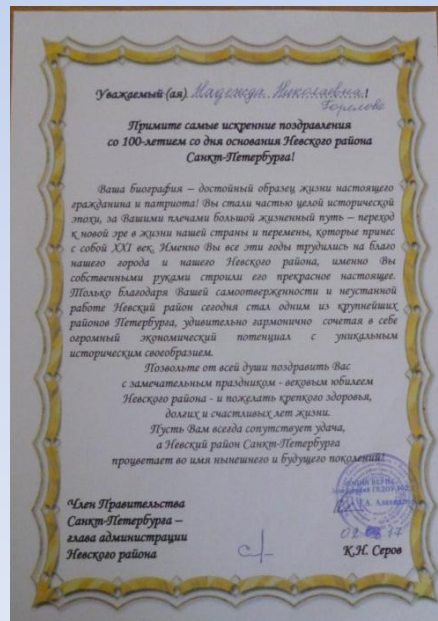 Уважаемый (ая) Надежда Николаевна!
Горелова
Примите самые искренние поздравления
со 100-летием со дня основания Невского района
Санкт-Петербурга!
Ваша биография – достойный образец жизни настоящего
гражданина и патриота! Вы стали частью целой исторической
эпохи, за Вашими плечами большой жизненный путь – переход
к новой эре в жизни нашей страны и перемены, которые принес
с собой XXI век. Именно Вы все эти годы трудились на благо
нашего города и нашего Невского района, именно Вы
собственными руками строили его прекрасное настоящее.
Только благодаря Вашей самоотверженности и неустанной
работе Невский район сегодня стал одним из крупнейших
районов Петербурга, удивительно гармонично сочетая в себе
огромный экономический потенциал с уникальным
историческим своеобразием.
Позвольте от всей души поздравить Вас
с замечательным праздником - вековым юбилеем
Невского района - и пожелать крепкого здоровья,
долгих и счастливых лет жизни.
Пусть Вам всегда сопутствует удача,
а Невский район Санкт-Петербурга
процветает во имя нынешнего и будущего поколений!
Член Правительства
Санкт-Петербурга –
глава администрации
Невского района
К.Н. Серов